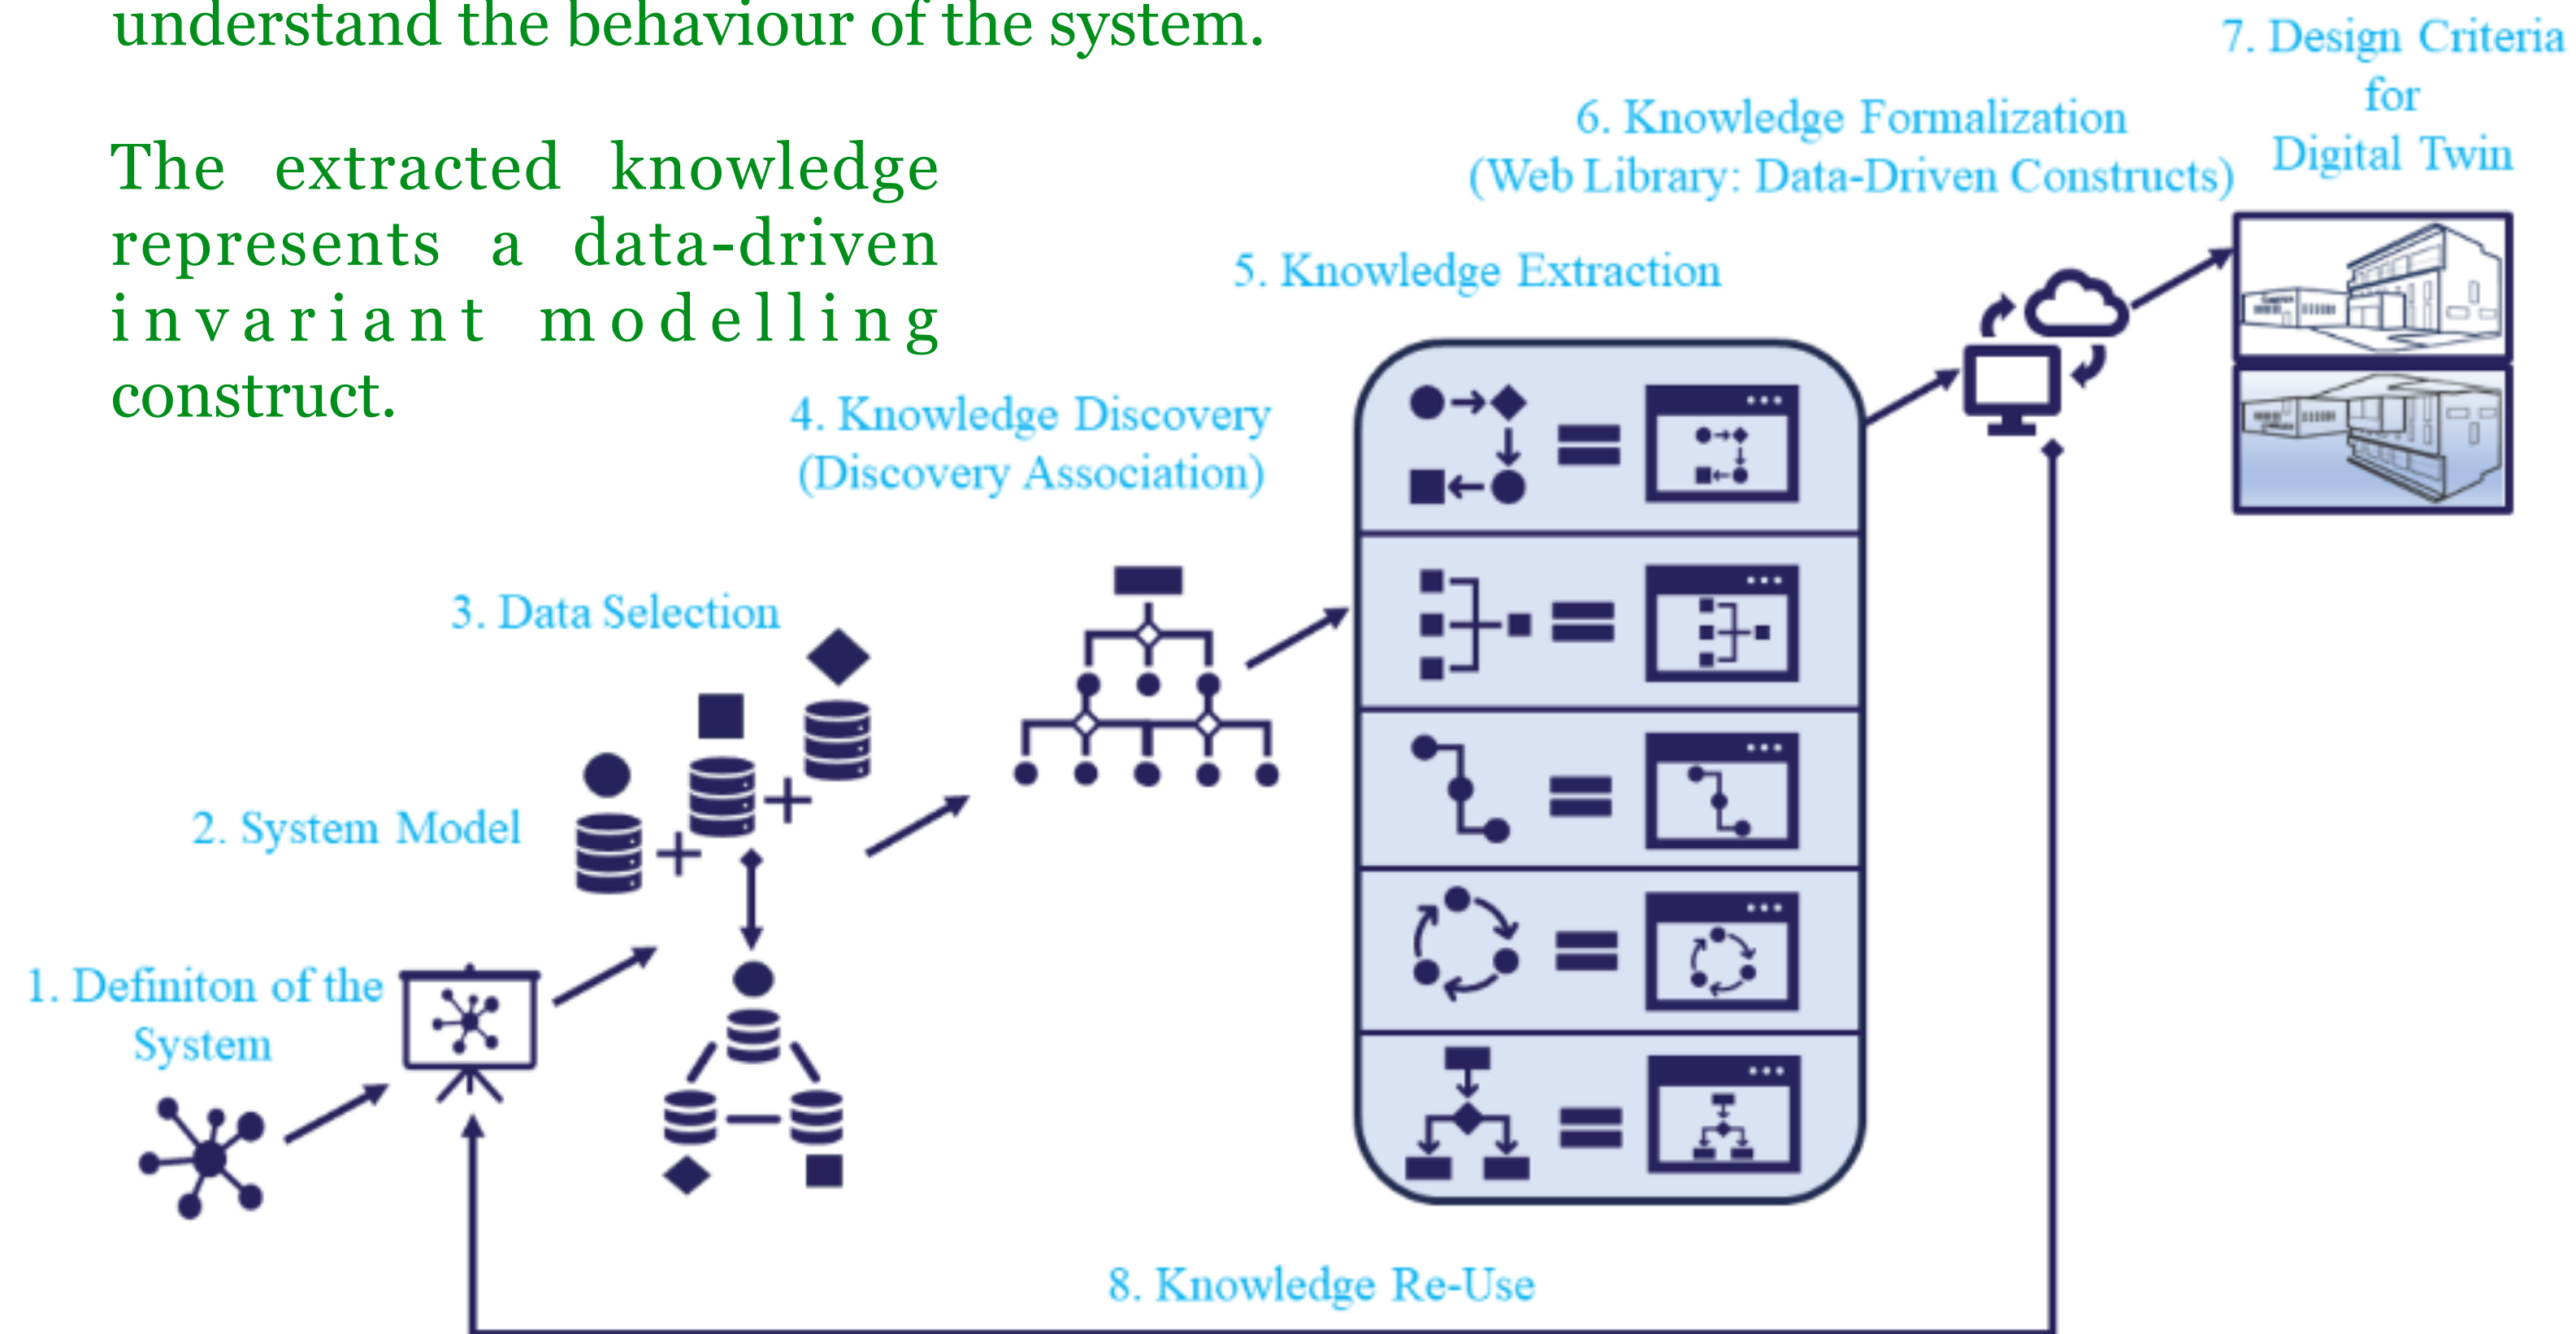 understand the behaviour of the system.
The extracted knowledge
represents a data-driven
invariant modelling
construct.
1. Definiton of the
System
2. System Model
3. Data Selection
4. Knowledge Discovery
(Discovery Association)
5. Knowledge Extraction
6. Knowledge Formalization
(Web Library: Data-Driven Constructs)
7. Design Criteria
for
Digital Twin
8. Knowledge Re-Use